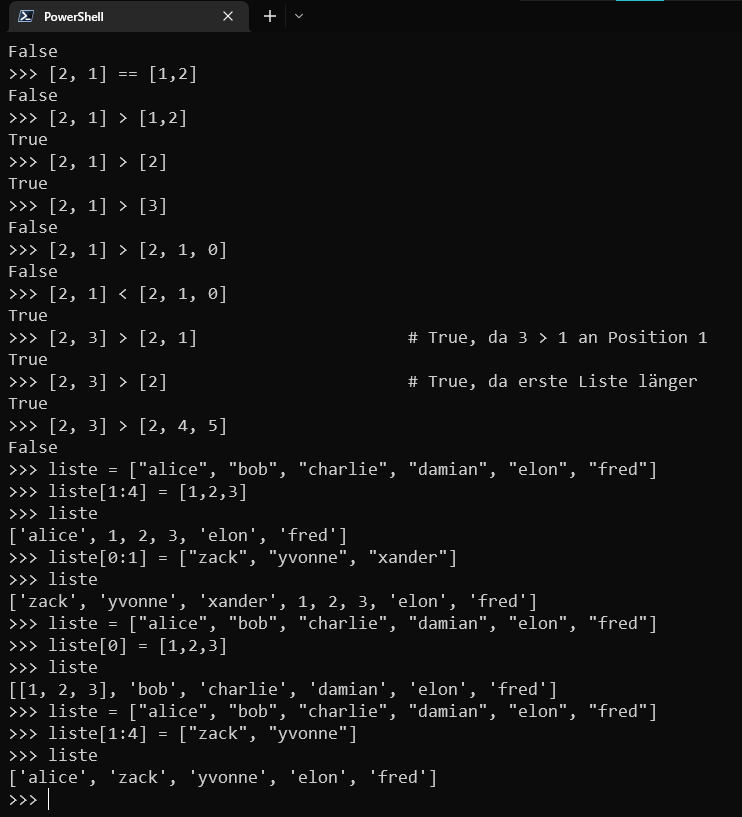 PowerShell
False
>>> [2, 1] == [1,2]
False
>>> [2, 1] > [1,2]
True
>>> [2, 1] > [2]
True
>>> [2, 1] > [3]
False
>>> [2, 1] > [2, 1, 0]
False
>>> [2, 1] < [2, 1, 0]
True
>>> [2, 3] > [2, 1]                     # True, da 3 > 1 an Position 1
True
>>> [2, 3] > [2]                        # True, da erste Liste länger
True
>>> [2, 3] > [2, 4, 5]
False
>>> liste = ["alice", "bob", "charlie", "damian", "elon", "fred"]
>>> liste[1:4] = [1,2,3]
>>> liste
['alice', 1, 2, 3, 'elon', 'fred']
>>> liste[0:1] = ["zack", "yvonne", "xander"]
>>> liste
['zack', 'yvonne', 'xander', 1, 2, 3, 'elon', 'fred']
>>> liste = ["alice", "bob", "charlie", "damian", "elon", "fred"]
>>> liste[0] = [1,2,3]
>>> liste
[[1, 2, 3], 'bob', 'charlie', 'damian', 'elon', 'fred']
>>> liste = ["alice", "bob", "charlie", "damian", "elon", "fred"]
>>> liste[1:4] = ["zack", "yvonne"]
>>> liste
['alice', 'zack', 'yvonne', 'elon', 'fred']
>>>